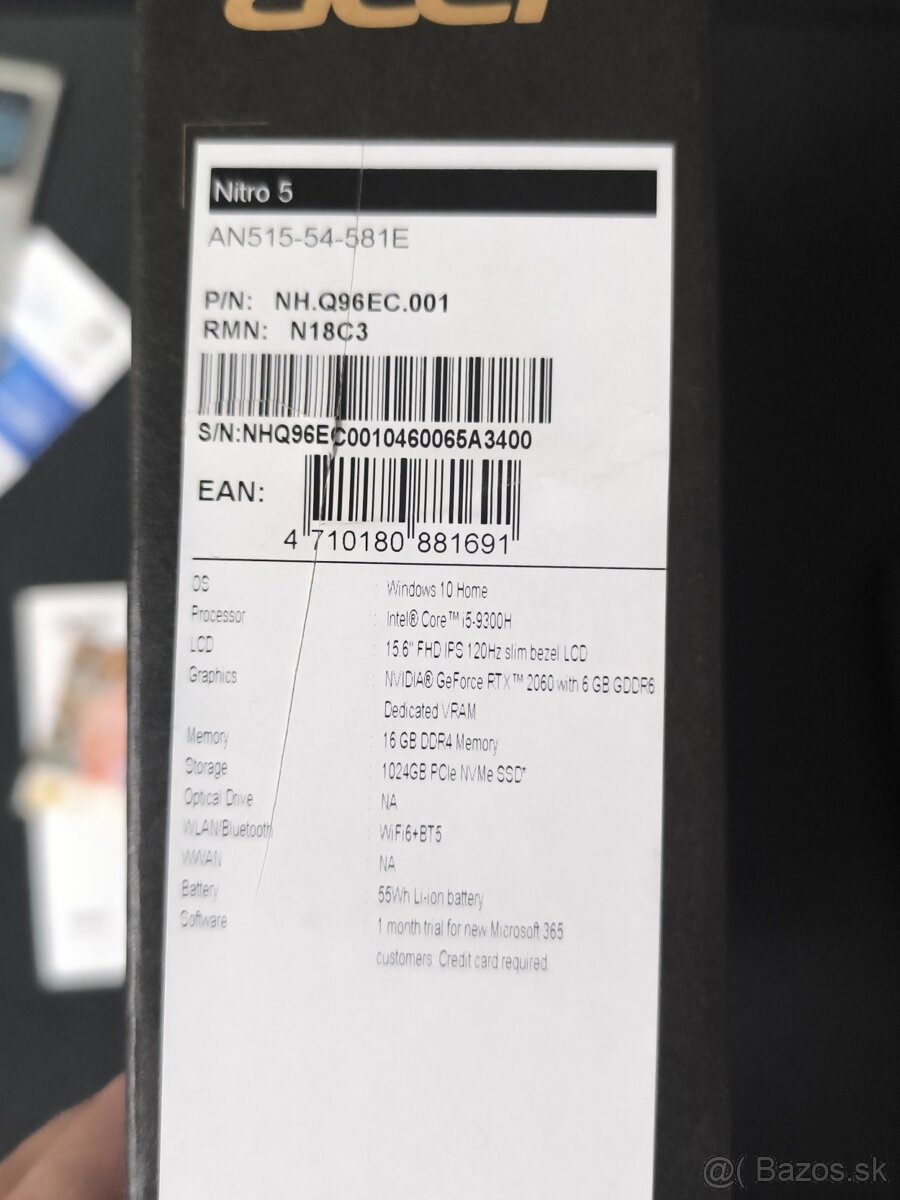 acer
Nitro 5
AN515-54-581E
P/N: NH.Q96EC.001
RMN: N18C3
S/N:NHQ96EC0010460065A3400
EAN:
4 710180 881691
OS : Windows 10 Home
Processor : Intel® Core™ i5-9300H
LCD : 15.6" FHD IPS 120Hz slim bezel LCD
Graphics : NVIDIA® GeForce RTX™ 2060 with 6 GB GDDR6
Dedicated VRAM
Memory : 16 GB DDR4 Memory
Storage : 1024GB PCIe NVMe SSD*
Optical Drive : NA
WLAN/Bluetooth : WiFi6+BT5
WWAN : NA
Battery : 55Wh Li-ion battery
Software : 1 month trial for new Microsoft 365
customers. Credit card required.
@( Bazos.sk